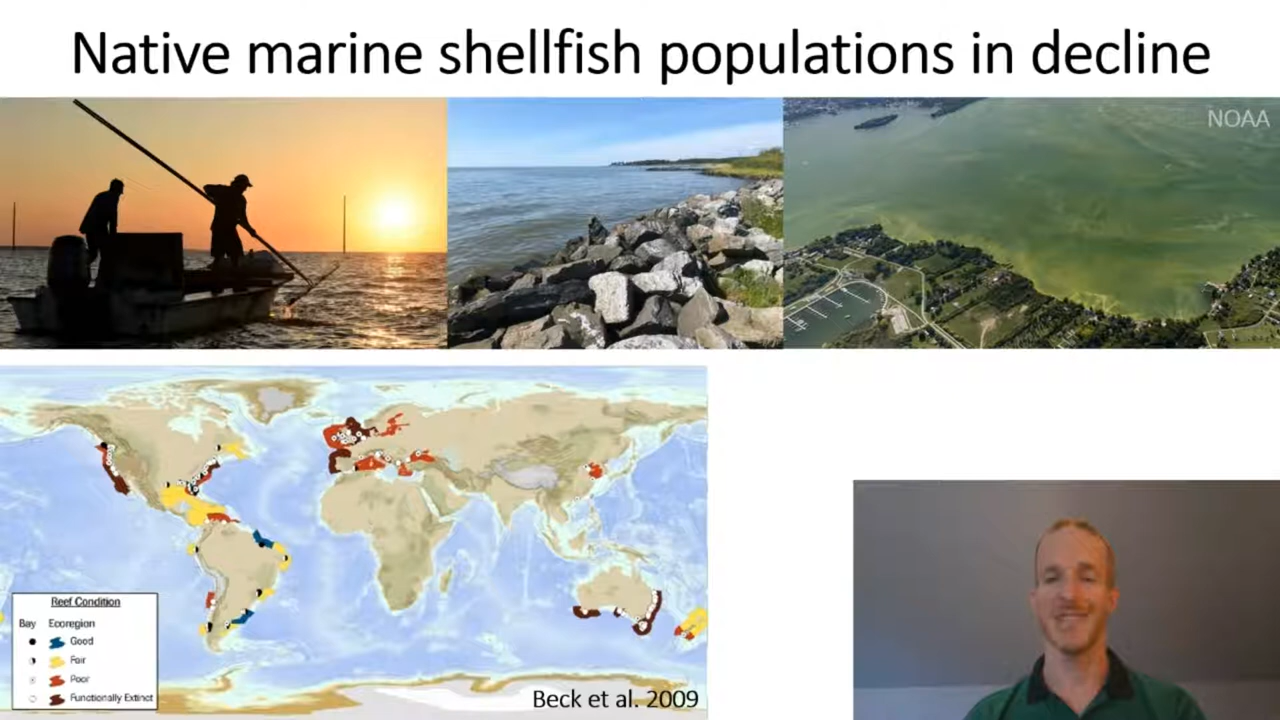 Native marine shellfish populations in decline
NOAA
Reef Condition
Bay Ecoregion
Good
Fair
Poor
Functionally Extinct
Beck et al. 2009